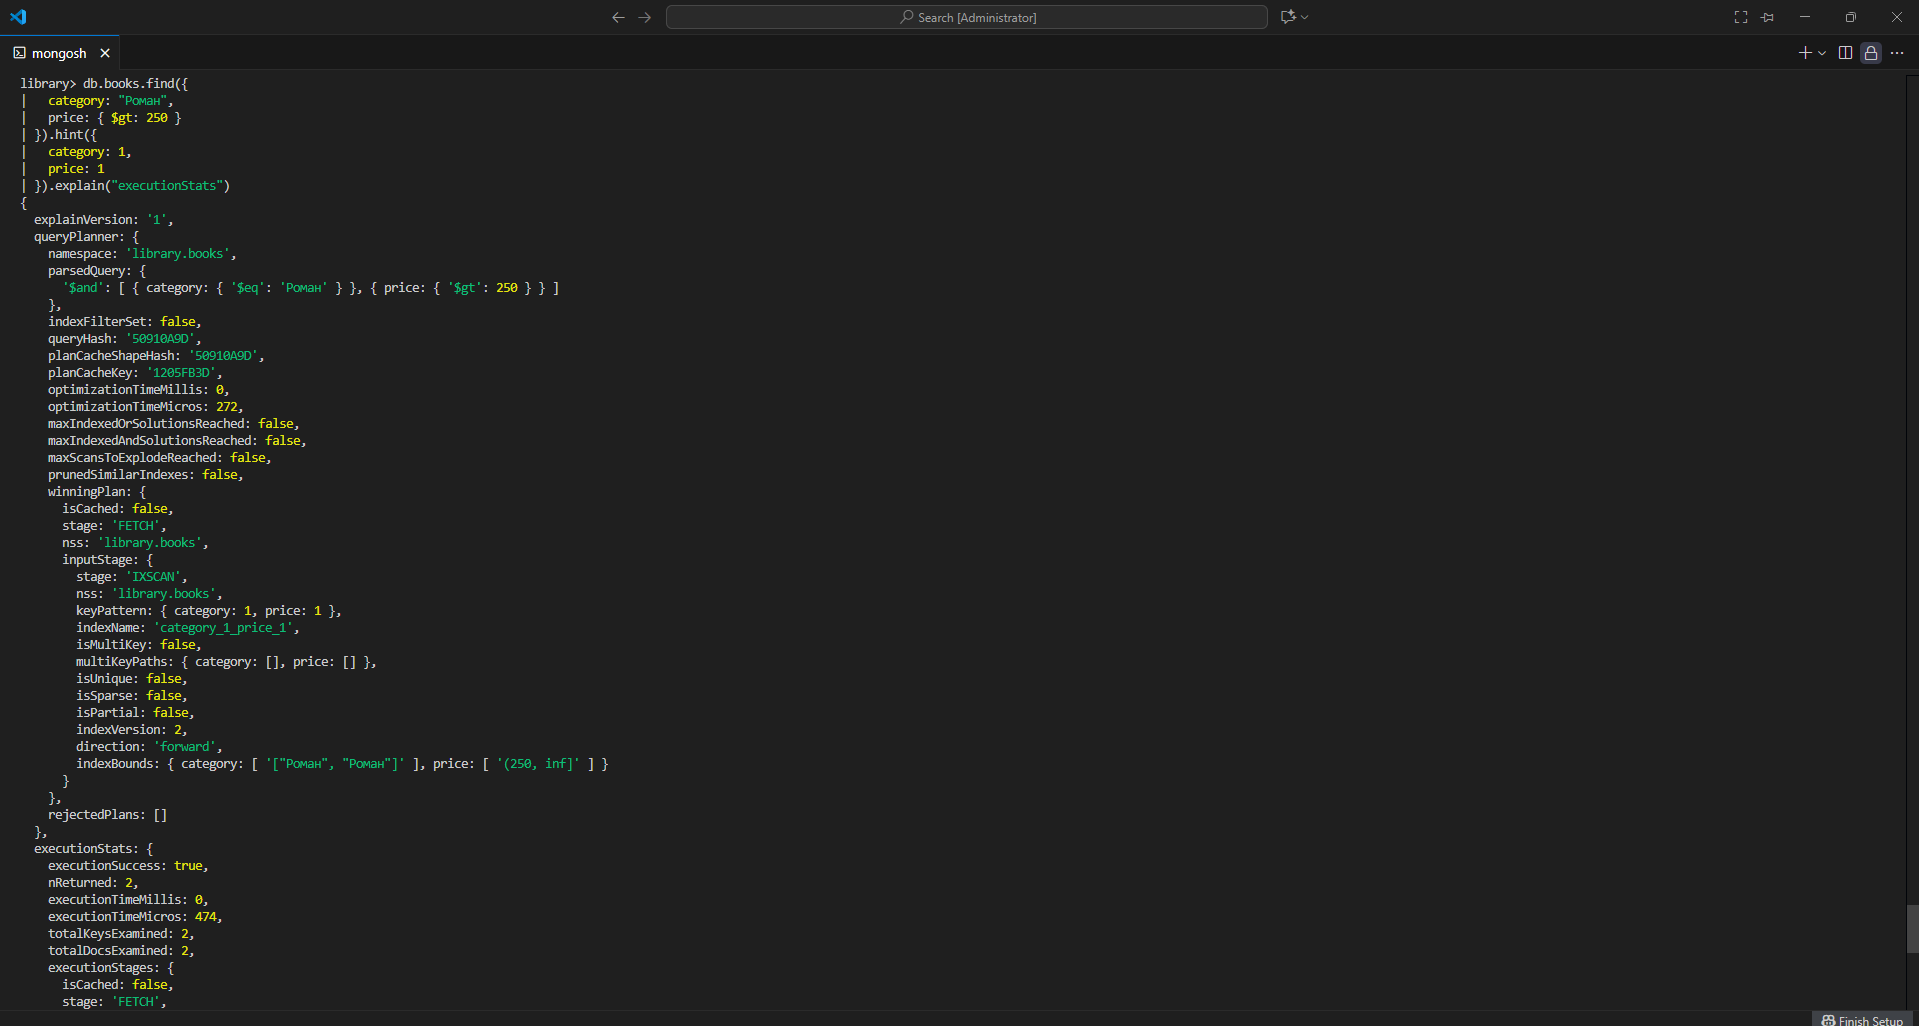 Search [Administrator]
mongosh
library> db.books.find({
|   category: "Роман",
|   price: { $gt: 250 }
| }).hint({
|   category: 1,
|   price: 1
| }).explain("executionStats")
{
  explainVersion: '1',
  queryPlanner: {
    namespace: 'library.books',
    parsedQuery: {
      '$and': [ { category: { '$eq': 'Роман' } }, { price: { '$gt': 250 } } ]
    },
    indexFilterSet: false,
    queryHash: '50910A9D',
    planCacheShapeHash: '50910A9D',
    planCacheKey: '1205FB3D',
    optimizationTimeMillis: 0,
    optimizationTimeMicros: 272,
    maxIndexedOrSolutionsReached: false,
    maxIndexedAndSolutionsReached: false,
    maxScansToExplodeReached: false,
    prunedSimilarIndexes: false,
    winningPlan: {
      isCached: false,
      stage: 'FETCH',
      nss: 'library.books',
      inputStage: {
        stage: 'IXSCAN',
        nss: 'library.books',
        keyPattern: { category: 1, price: 1 },
        indexName: 'category_1_price_1',
        isMultiKey: false,
        multiKeyPaths: { category: [], price: [] },
        isUnique: false,
        isSparse: false,
        isPartial: false,
        indexVersion: 2,
        direction: 'forward',
        indexBounds: { category: [ '["Роман", "Роман"]' ], price: [ '(250, inf]' ] }
      }
    },
    rejectedPlans: []
  },
  executionStats: {
    executionSuccess: true,
    nReturned: 2,
    executionTimeMillis: 0,
    executionTimeMicros: 474,
    totalKeysExamined: 2,
    totalDocsExamined: 2,
    executionStages: {
      isCached: false,
      stage: 'FETCH',
Finish Setup